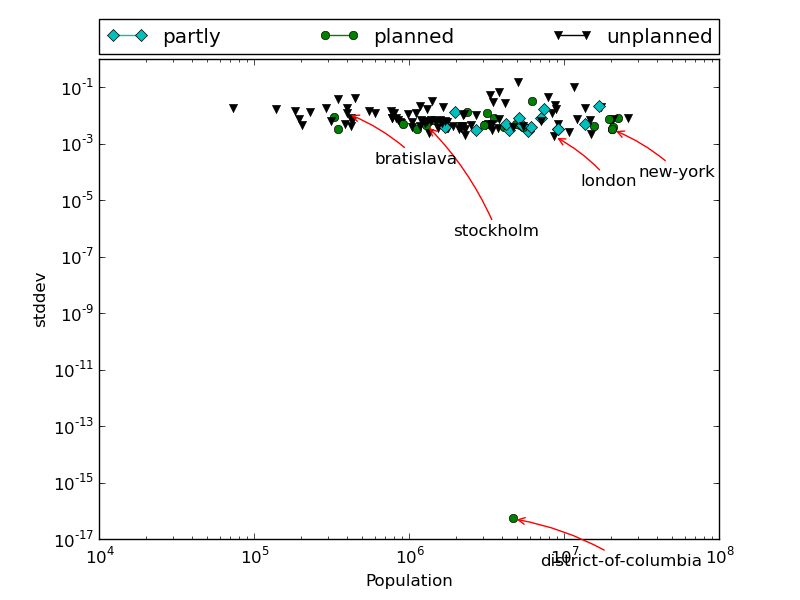 partly planned unplanned
10^-1
10^-3
bratislava
london
new-york
10^-5
stockholm
10^-7
stddev
10^-9
10^-11
10^-13
10^-15
10^-17
10^4 10^5 10^6 10^7 10^8
district-of-columbia
Population